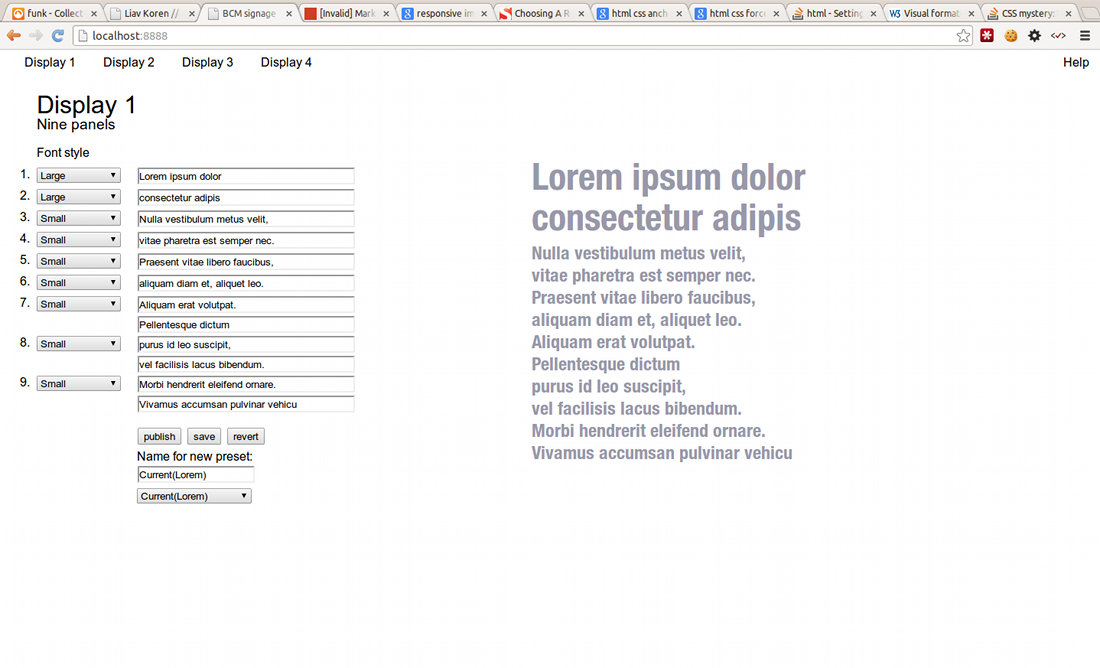 funk - Collect
Liav Koren //
BCM signage
[Invalid] Mark
responsive im
Choosing A R
html css anch
html css force
html - Setting
Visual format
CSS mystery:
localhost:8888
Display 1 Display 2 Display 3 Display 4 Help
Display 1
Nine panels
Font style
1. Large Lorem ipsum dolor
2. Large consectetur adipis
3. Small Nulla vestibulum metus velit,
4. Small vitae pharetra est semper nec.
5. Small Praesent vitae libero faucibus,
6. Small aliquam diam et, aliquet leo.
7. Small Aliquam erat volutpat.
Pellentesque dictum
8. Small purus id leo suscipit,
vel facilisis lacus bibendum.
9. Small Morbi hendrerit eleifend ornare.
Vivamus accumsan pulvinar vehicu
publish save revert
Name for new preset:
Current(Lorem)
Current(Lorem)
Lorem ipsum dolor
consectetur adipis
Nulla vestibulum metus velit,
vitae pharetra est semper nec.
Praesent vitae libero faucibus,
aliquam diam et, aliquet leo.
Aliquam erat volutpat.
Pellentesque dictum
purus id leo suscipit,
vel facilisis lacus bibendum.
Morbi hendrerit eleifend ornare.
Vivamus accumsan pulvinar vehicu